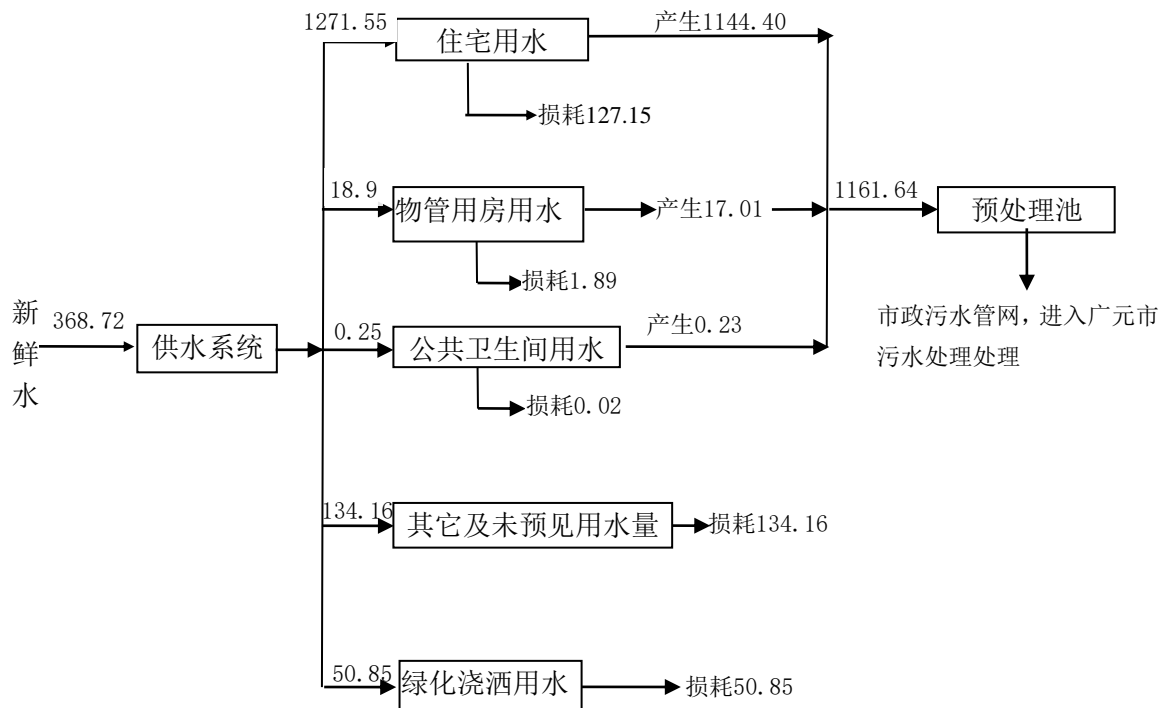 1271.55
住宅用水
产生1144.40
损耗127.15
18.9
物管用房用水
产生17.01
1161.64
预处理池
损耗1.89
新鲜水
368.72
供水系统
0.25
公共卫生间用水
产生0.23
市政污水管网，进入广元市
污水处理处理
损耗0.02
134.16
其它及未预见用水量
损耗134.16
50.85
绿化浇洒用水
损耗50.85